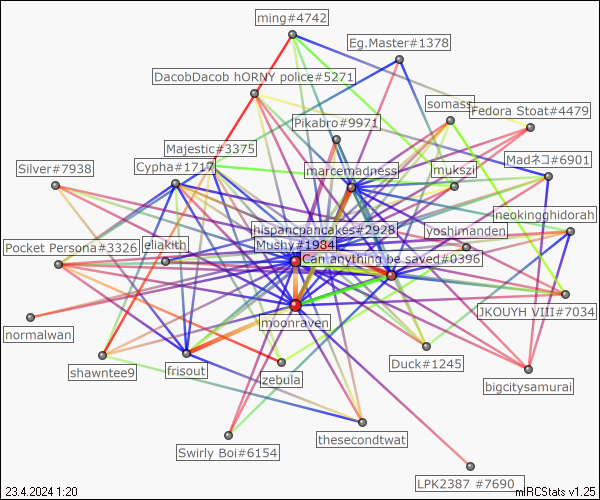 ming#4742
Eg.Master#1378
DacobDacob hORNY police#5271
somass
Fedora Stoat#4479
Pikabro#9971
Majestic#3375
Cypha#1717
marcemadness
mukszil
Madネコ#6901
Silver#7938
neokingghidorah
hispancpancakes#2928
yoshimanden
Pocket Persona#3326
eliakith
Mushy#1984
Can anything be saved#0396
JKOUYH VIII#7034
moonraven
normalwan
shawntee9
frisout
zebula
Duck#1245
bigcitysamurai
thesecondtwat
Swirly Boi#6154
LPK2387 #7690
23.4.2024 1:20
mIRCStats v1.25